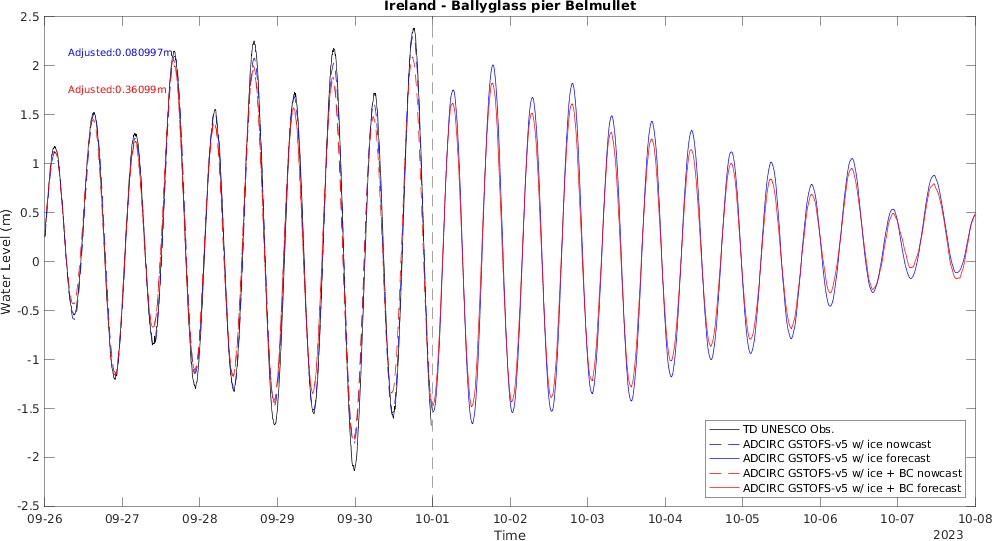 Ireland - Ballyglass pier Belmullet
Adjusted:0.080997m
Adjusted:0.36099m
Water Level (m)
2.5
2
1.5
1
0.5
0
-0.5
-1
-1.5
-2
-2.5
TD UNESCO Obs.
ADCIRC GSTOFS-v5 w/ ice nowcast
ADCIRC GSTOFS-v5 w/ ice forecast
ADCIRC GSTOFS-v5 w/ ice + BC nowcast
ADCIRC GSTOFS-v5 w/ ice + BC forecast
09-26 09-27 09-28 09-29 09-30 10-01 10-02 10-03 10-04 10-05 10-06 10-07 10-08
Time
2023